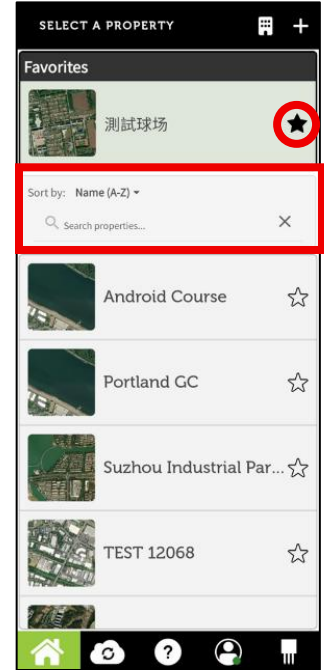 SELECT A PROPERTY
Favorites
測試球场
Sort by: Name (A-Z)
Search properties...
Android Course
Portland GC
Suzhou Industrial Par...
TEST 12068